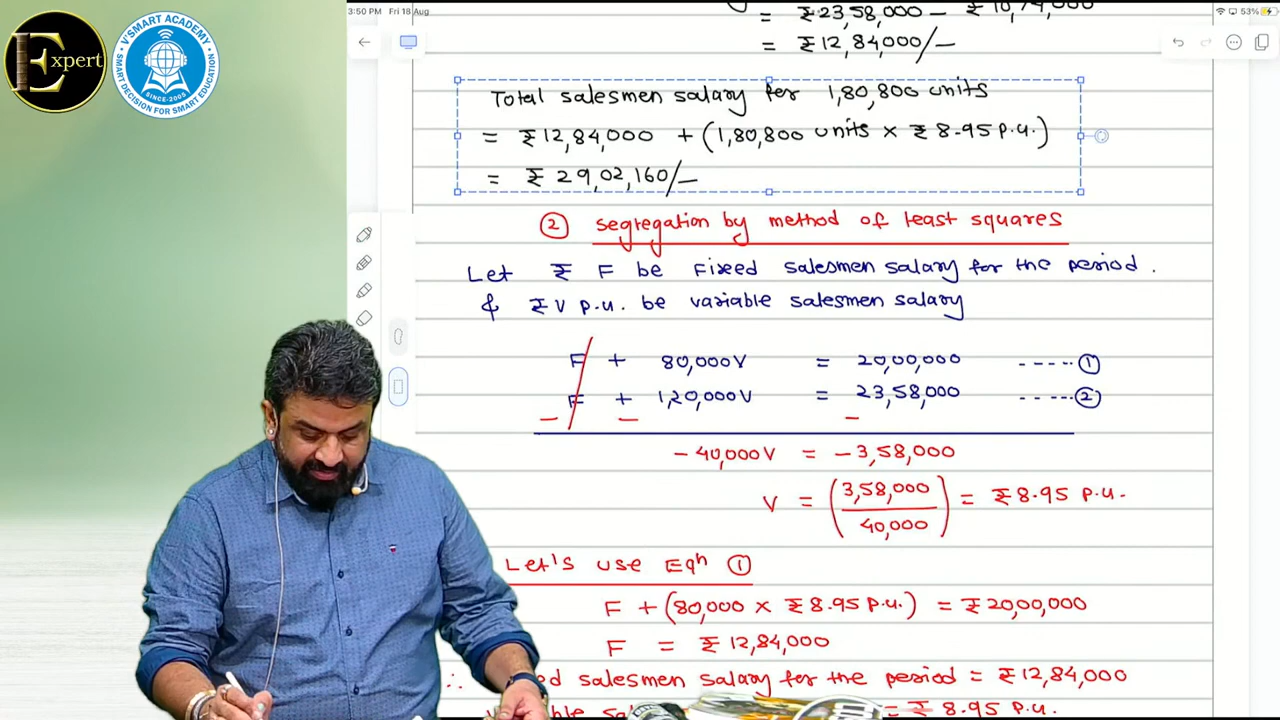 3:50 PM Fri 18 Aug
53%
= ₹23,58,000 –
= ₹12,84,000/–
Expert
V'SMART ACADEMY
SMART DECISION FOR SMART EDUCATION
SINCE-2005
Total salesmen salary for 1,80,800 units
= ₹12,84,000 + (1,80,800 units × ₹8.95 p.u.)
= ₹29,02,160/–
② segregation by method of least squares
Let ₹ F be Fixed salesmen salary for the period.
& ₹V p.u. be variable salesmen salary
F + 80,000V = 20,00,000 ----- ①
F + 1,20,000V = 23,58,000 ----- ②
– – –
-40,000V = -3,58,000
V = (3,58,000 / 40,000) = ₹8.95 p.u.
Let's use Eqn ①
F + (80,000 × ₹8.95 p.u.) = ₹20,00,000
F = ₹12,84,000
∴ salesmen salary for the period = ₹12,84,000
= ₹8.95 p.u.